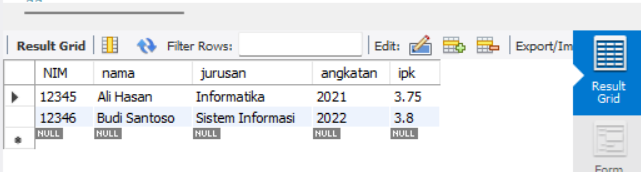 Result Grid Filter Rows: Edit: Export/Im
NIM nama jurusan angkatan ipk
12345 Ali Hasan Informatika 2021 3.75
12346 Budi Santoso Sistem Informasi 2022 3.8
NULL NULL NULL NULL NULL
Result
Grid
Form